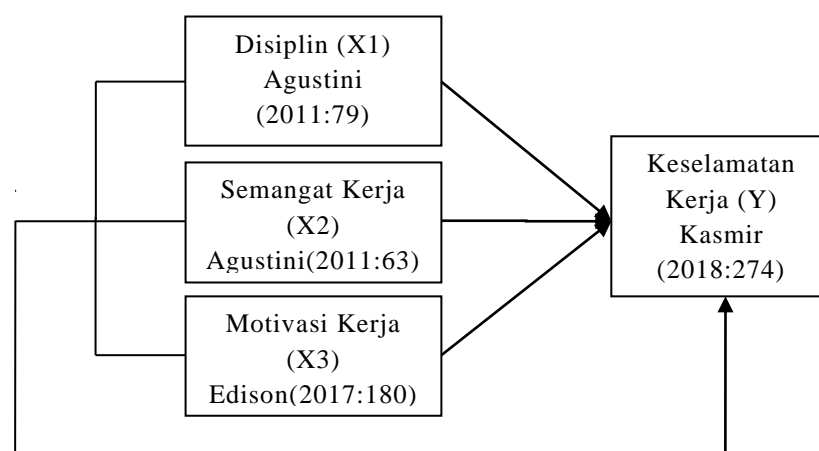 Disiplin (X1)
Agustini
(2011:79)
Semangat Kerja
(X2)
Agustini(2011:63)
Motivasi Kerja
(X3)
Edison(2017:180)
Keselamatan
Kerja (Y)
Kasmir
(2018:274)